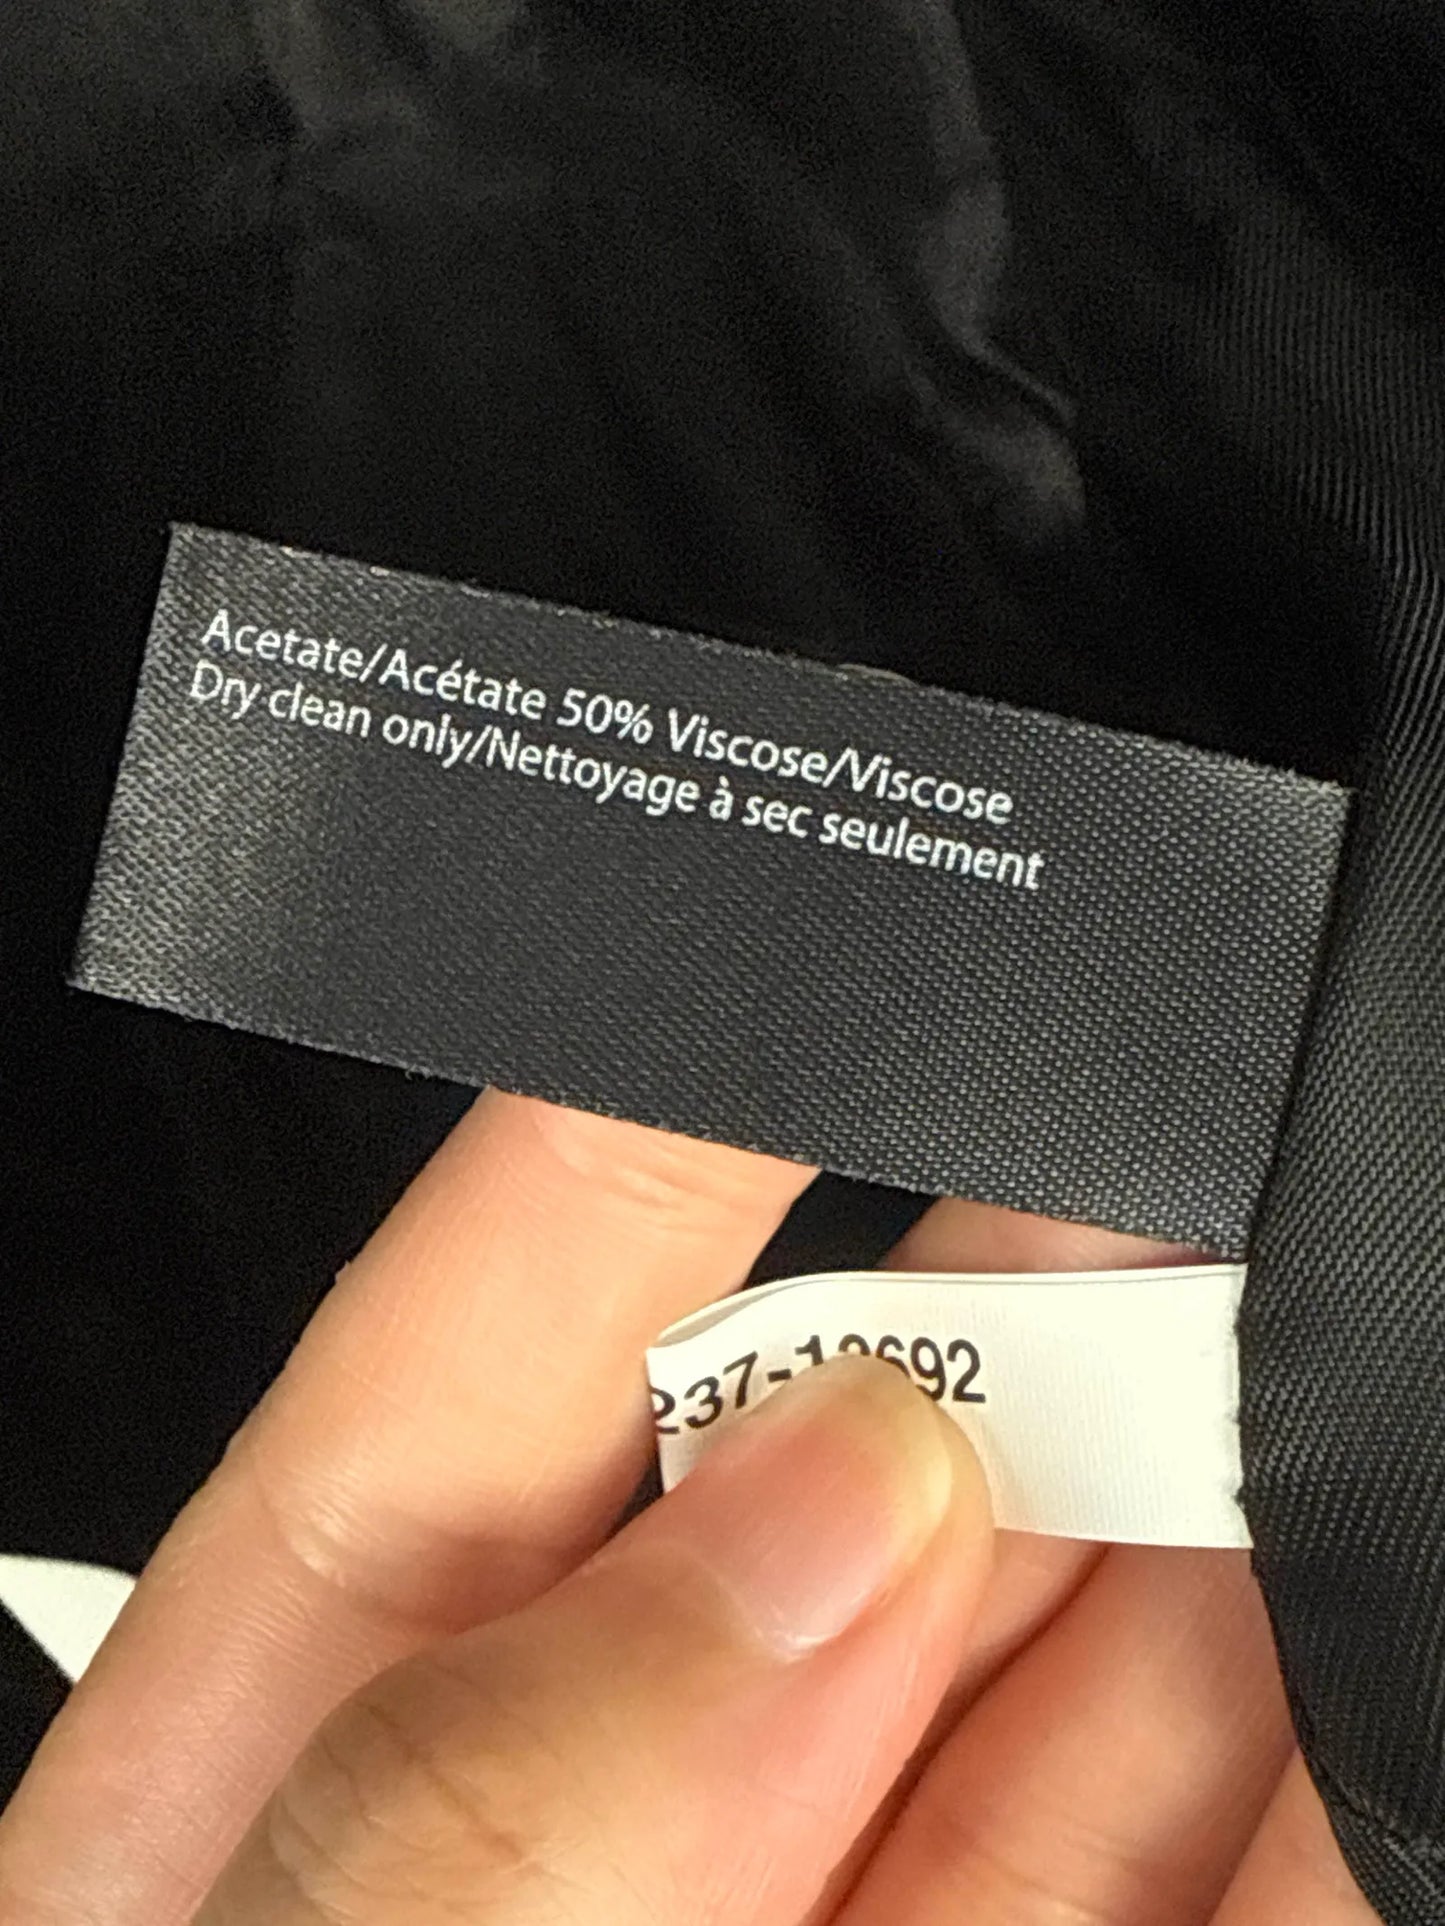 Acetate/Acétate 50% Viscose/Viscose
Dry clean only/Nettoyage à sec seulement